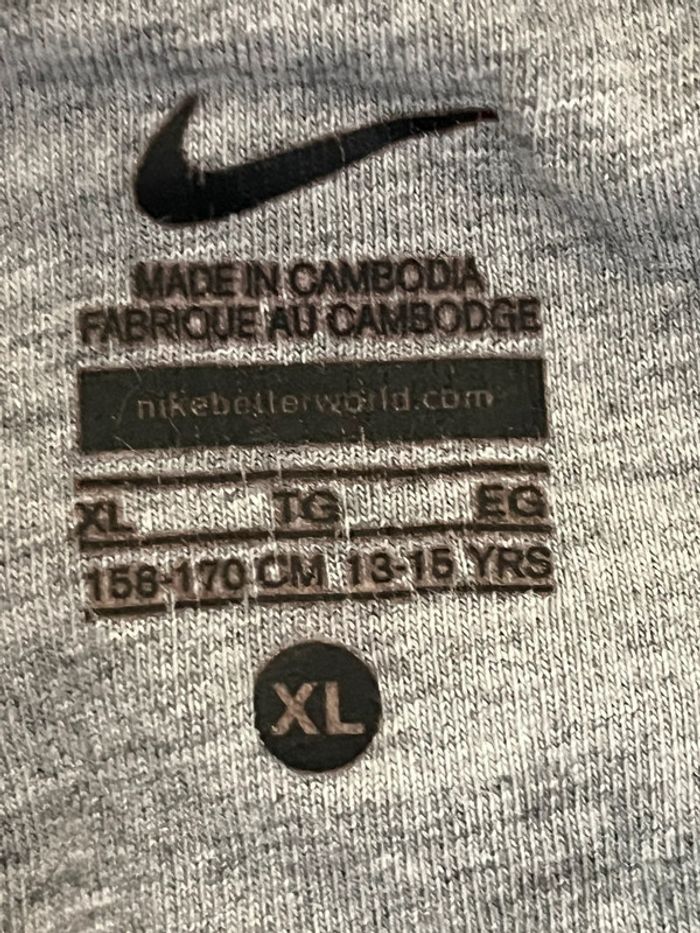 MADE IN CAMBODIA
FABRIQUE AU CAMBODGE
nikebetterworld.com
XL TG EG
158-170 CM 13-15 YRS
XL